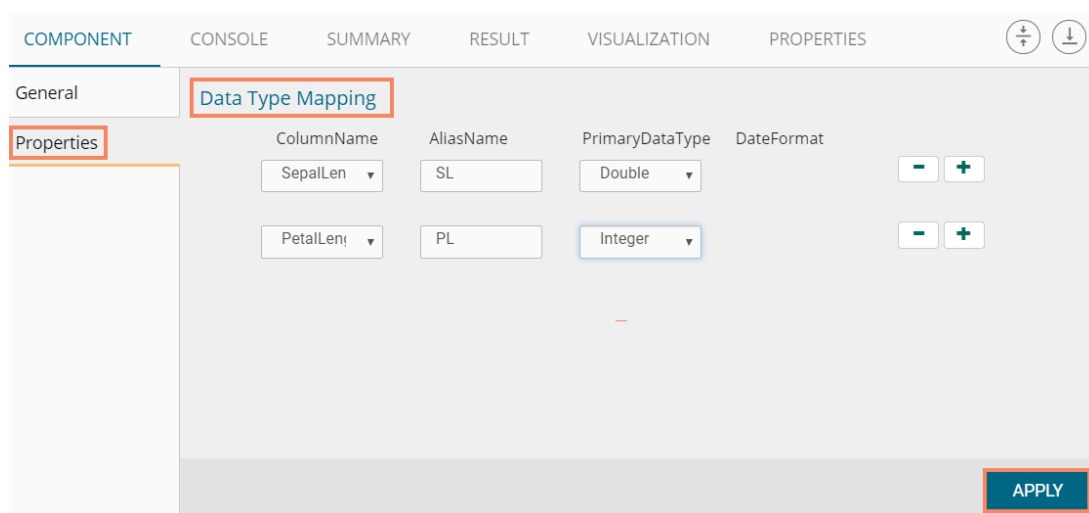 COMPONENT CONSOLE SUMMARY RESULT VISUALIZATION PROPERTIES
General
Properties
Data Type Mapping
ColumnName AliasName PrimaryDataType DateFormat
SepalLen SL Double
PetalLeng PL Integer
APPLY